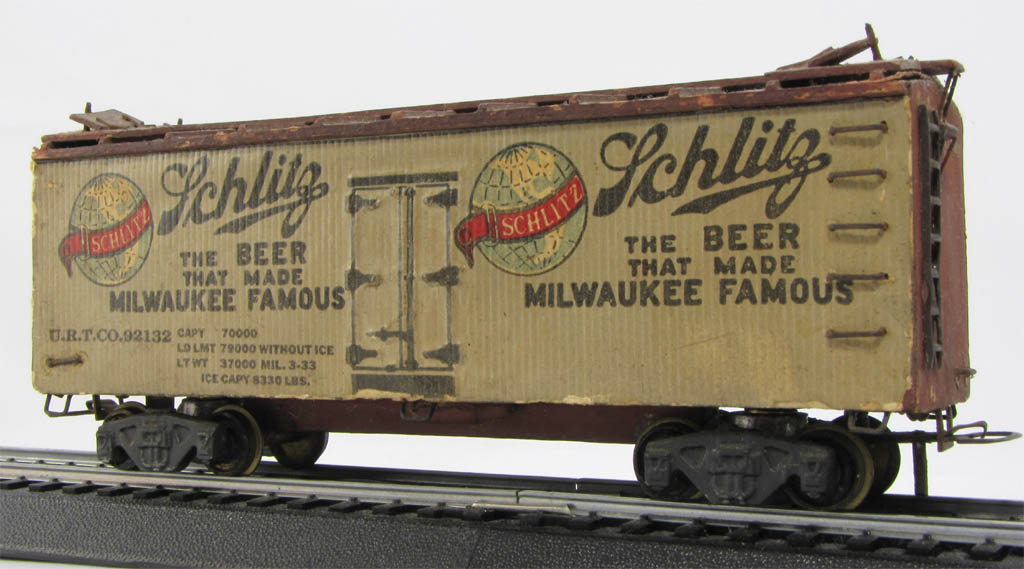 Schlitz
SCHLITZ
THE BEER
THAT MADE
MILWAUKEE FAMOUS
U.R.T.CO.92132
CAPY 70000
LD LMT 79000 WITHOUT ICE
LT WT 37000 MIL. 3-33
ICE CAPY 8330 LBS.
Schlitz
SCHLITZ
THE BEER
THAT MADE
MILWAUKEE FAMOUS